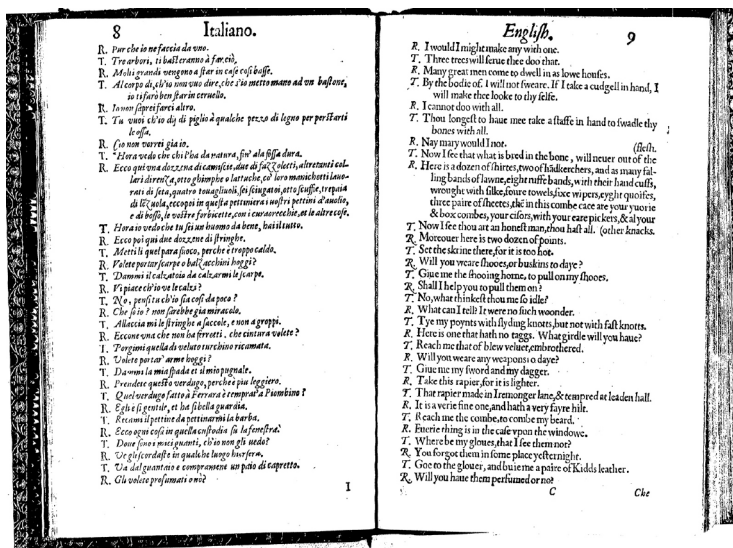 8 Italiano.
R. Pur che io ne faccia da vno.
T. Tre arbori, ti basteranno à far ciò,
R. Molti grandi vengono a star in case così basse.
T. Al corpo di, ch'io non vuo dire, che s'io metto mano ad vn bastone,
io ti farò ben star in ceruello.
R. Io non saprei farci altro.
T. Tu vuoi ch'io dij di piglio à qualche pezzo di legno per pestarti
le ossa.
R. Ciò non vorrei gia io.
T. "Hora vedo che chi l'ha da natura, fin' ala fossa dura.
R. Ecco qui vna dozzena di camiscie, due di fazzoletti, altretanti col-
lari di renza, otto ghimphe o lattuche, co' loro manichetti lauo-
rati di seta, quatro touagliuoli, sei sciugatoi, otto scuffie, tre paia
di lezuola, eccopoi in questa pettiniera i uostri pettini d'auolio,
e di bosso, le vostre forbicette, con i curaorecchie, et le altre cose.
T. Hora io vedo che tu sei un huomo da bene, hai il tutto.
R. Ecco poi qui due dozzene di stringhe.
T. Metti li quel parafuoco, perche è troppo caldo.
R. Volete portar scarpe o balzacchini hoggi?
T. Dammi il calzatoio da calzarmi le scarpe.
R. Vi piace ch'io ve le calzi?
T. No, pensi tu ch'io sia così da poco?
R. Che so io? non sarebbe gia miracolo.
T. Allaccia mi le stringhe a faccole, e non a groppi.
R. Eccone vna che non ha ferretti. che cintura volete?
T. Porgimi quella di veluto turchino ricamata.
R. Volete portar' arme hoggi?
T. Dammi la mia spada et il mio pugnale.
R. Prendete questo verdugo, perche è piu leggiero.
T. Quel verdugo fatto à Ferrara è temprat' a Piombino?
R. Egli è si gentile, et ha si bella guardia.
T. Recami il pettine da pettinarmi la barba.
R. Ecco ogni cosa in quella custodia su la fenestra.
T. Doue sono i miei guanti, ch'io non gli uedo?
R. Ve gli scordaste in qualche luogo hursera.
T. Va dal guantaio e compramene un paio di capretto.
R. Gli volete profumati o nò?
I
English. 9
R. I would I might make any with one.
T. Three trees will serue thee doo that.
R. Many great men come to dwell in as lowe houses.
T. By the bodie of. I will not sweare. If I take a cudgell in hand, I
will make thee looke to thy selfe.
R. I cannot doo with all.
T. Thou longest to haue mee take a staffe in hand to swadle thy
bones with all.
R. Nay mary would I not. (flesh.
T. Now I see that what is bred in the bone, will neuer out of the
R. Here is a dozen of shirtes, two of hādkerchers, and as many fal-
ling bands of lawne, eight ruffe bands, with their hand cuffs,
wrought with silke, foure towels, sixe wipers, eyght quoifes,
three paire of sheetes, thē in this combe cace are your yuorie
& box combes, your cisors, with your eare pickers, & al your
T. Now I see thou art an honest man, thou hast all. (other knacks.
R. Moreouer here is two dozen of points.
T. Set the skrine there, for it is too hot.
R. Will you weare shooes, or buskins to daye?
T. Giue me the shooing home, to pull on my shooes.
R. Shall I help you to pull them on?
T. No, what thinkest thou me so idle?
R. What can I tell? It were no such woonder.
T. Tye my poynts with slydung knots, but not with fast knotts.
R. Here is one that hath no taggs. What girdle will you haue?
T. Reach me that of blew veluet, embrothered.
R. Will you weare any weapons to daye?
T. Giue me my sword and my dagger.
R. Take this rapier, for it is lighter.
T. That rapier made in Iremonger lane, & tempred at leaden hall.
R. It is a verie fine one, and hath a very fayre hilt.
T. Reach me the combe, to combe my beard.
R. Euerie thing is in the case vpon the windowe.
T. Where be my gloues, that I see them not?
R. You forgot them in some place yesternight.
T. Goe to the glouer, and buie me a paire of Kidds leather.
R. Will you haue them perfumed or no?
C Che